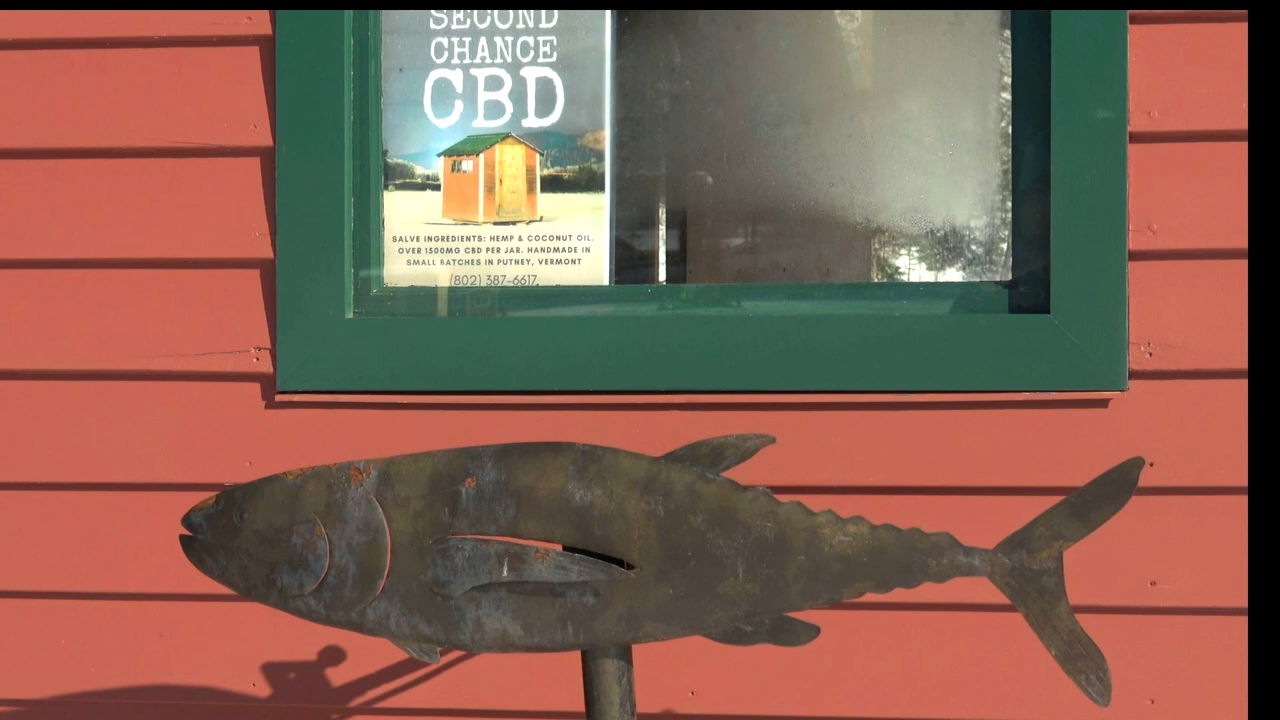 SECOND
CHANCE
CBD
SALVE INGREDIENTS: HEMP & COCONUT OIL.
OVER 1500MG CBD PER JAR. HANDMADE IN
SMALL BATCHES IN PUTNEY, VERMONT
(802) 387-6617